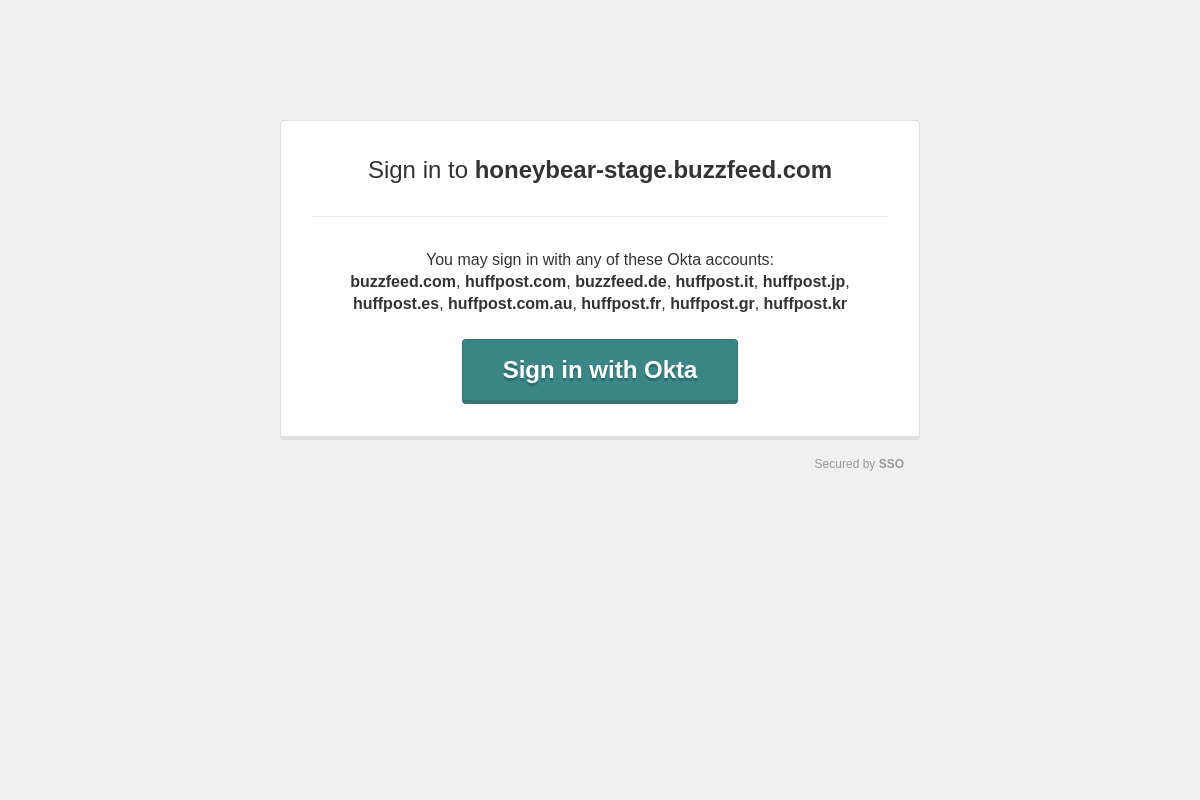 Sign in to honeybear-stage.buzzfeed.com
You may sign in with any of these Okta accounts:
buzzfeed.com, huffpost.com, buzzfeed.de, huffpost.it, huffpost.jp,
huffpost.es, huffpost.com.au, huffpost.fr, huffpost.gr, huffpost.kr
Sign in with Okta
Secured by SSO